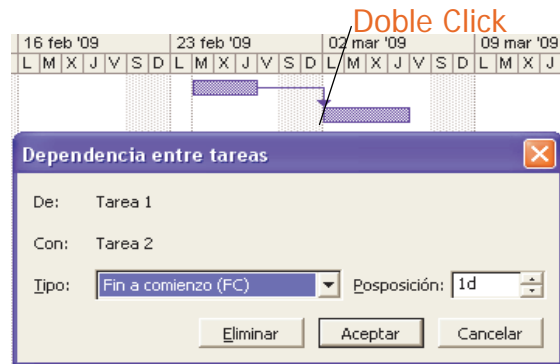 Doble Click
16 feb '09 23 feb '09 02 mar '09 09 mar '09
L M X J V S D L M X J V S D L M X J V S D L M X J
Dependencia entre tareas
De: Tarea 1
Con: Tarea 2
Tipo: Fin a comienzo (FC) Posposición: 1d
Eliminar Aceptar Cancelar